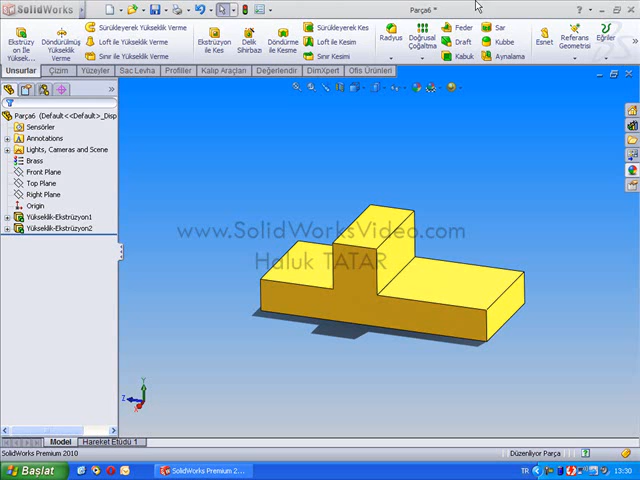 SolidWorks
Parça6 *
Ekstrüzyon İle Yüksek...
Döndürülmüş Yükseklik Verme
Sürükleyerek Yükseklik Verme
Loft ile Yükseklik Verme
Sınır ile Yükseklik Verme
Ekstrüzyon ile Kes
Delik Sihirbazı
Döndürme ile Kesme
Sürükleyerek Kes
Loft ile Kesim
Sınır Kesimi
Radyus
Doğrusal Çoğaltma
Feder
Draft
Kabuk
Sar
Kubbe
Aynalama
Esnet
Referans Geometrisi
Eğriler
Unsurlar
Çizim
Yüzeyler
Sac Levha
Profiller
Kalıp Araçları
Değerlendir
DimXpert
Ofis Ürünleri
Parça6 (Default<<Default>_Disp
Sensörler
Annotations
Lights, Cameras and Scene
Brass
Front Plane
Top Plane
Right Plane
Origin
Yükseklik-Ekstrüzyon1
Yükseklik-Ekstrüzyon2
www.SolidWorksVideo.com
Haluk TATAR
Y
Z
X
Model
Hareket Etüdü 1
SolidWorks Premium 2010
Düzenliyor Parça
Başlat
SolidWorks Premium 2...
TR
13:30